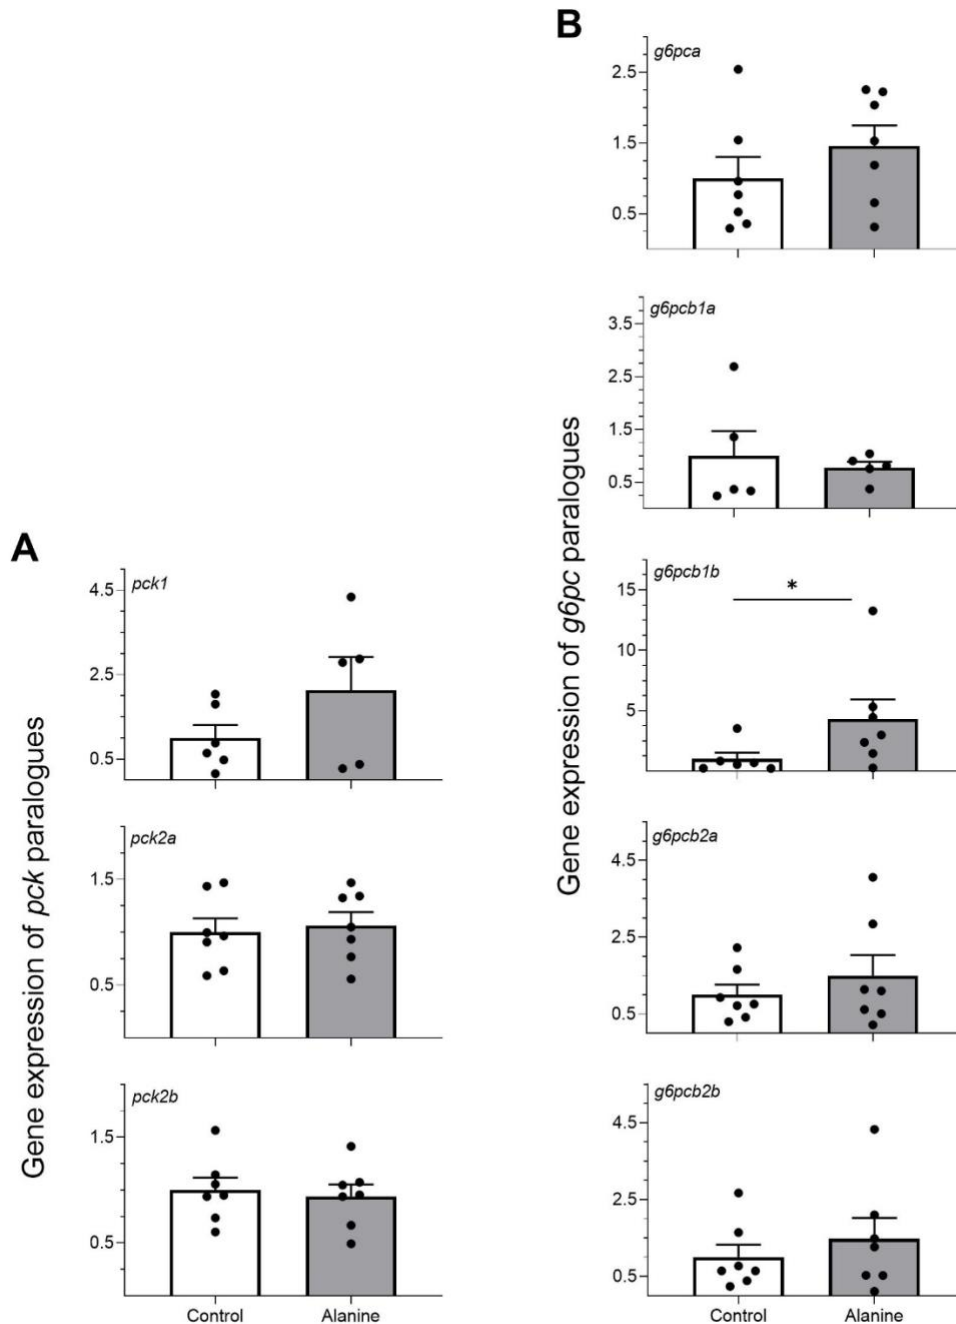 A
Gene expression of pck paralogues
pck1
4.5
2.5
0.5
pck2a
1.5
0.5
pck2b
1.5
0.5
Control Alanine
B
Gene expression of g6pc paralogues
g6pca
2.5
1.5
0.5
g6pcb1a
3.5
2.5
1.5
0.5
g6pcb1b
*
15
10
5
g6pcb2a
4.5
2.5
0.5
g6pcb2b
4.5
2.5
0.5
Control Alanine